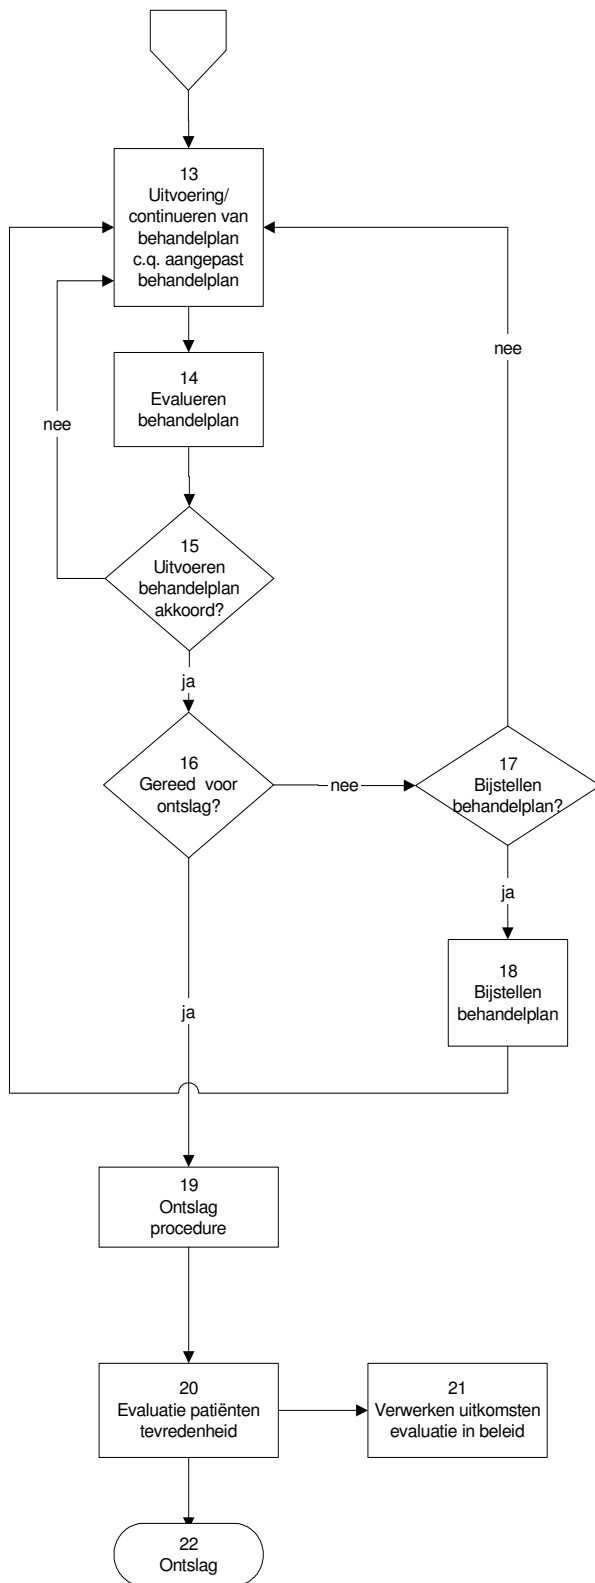 13
Uitvoering/
continueren van
behandelplan
c.q. aangepast
behandelplan
nee
14
Evalueren
behandelplan
nee
15
Uitvoeren
behandelplan
akkoord?
ja
16
Gereed voor
ontslag?
nee
17
Bijstellen
behandelplan?
ja
18
Bijstellen
behandelplan
ja
19
Ontslag
procedure
20
Evaluatie patiënten
tevredenheid
21
Verwerken uitkomsten
evaluatie in beleid
22
Ontslag